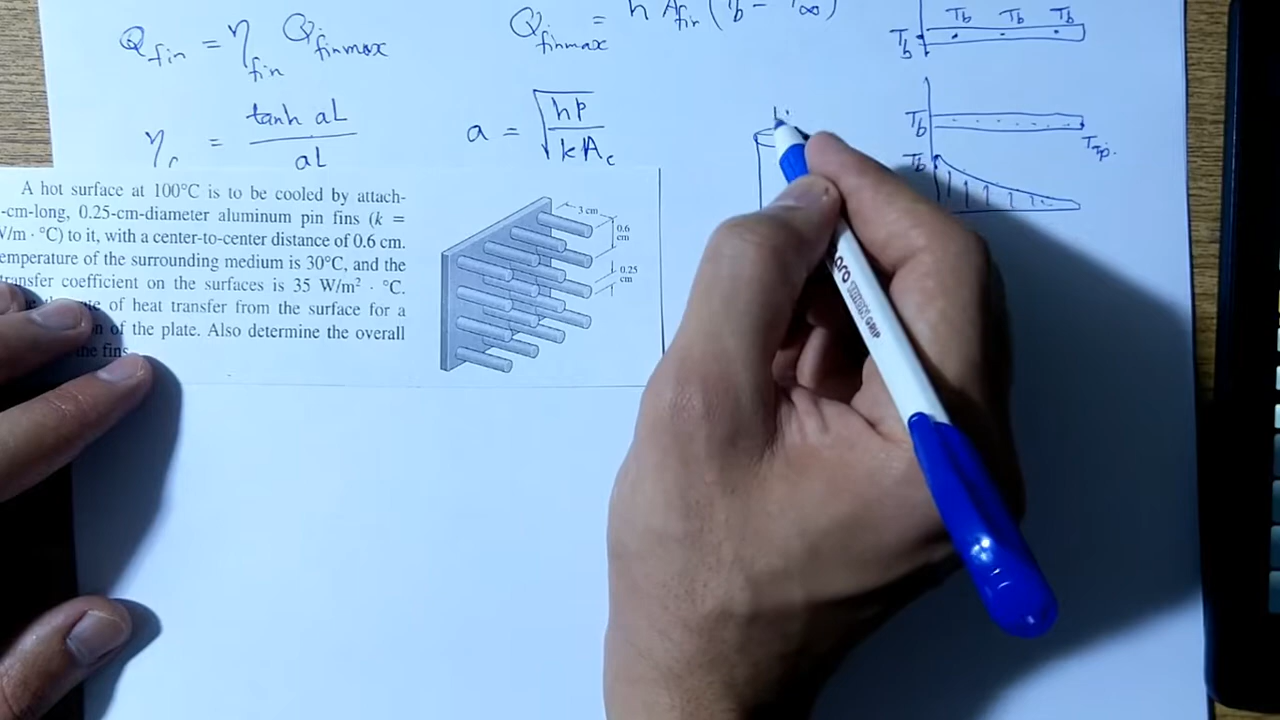 Q̇fin = ηfin Q̇finmax
Q̇finmax = h Afin (Tb - T∞)
η = tanh aL / aL
a = √(hP / kAc)
Tb Tb Tb
Tb
Tb
TTip.
Tb
A hot surface at 100°C is to be cooled by attach-
-cm-long, 0.25-cm-diameter aluminum pin fins (k =
W/m · °C) to it, with a center-to-center distance of 0.6 cm.
emperature of the surrounding medium is 30°C, and the
transfer coefficient on the surfaces is 35 W/m² · °C.
of heat transfer from the surface for a
of the plate. Also determine the overall
the fins
3 cm
0.6
cm
0.25
cm
GRIP